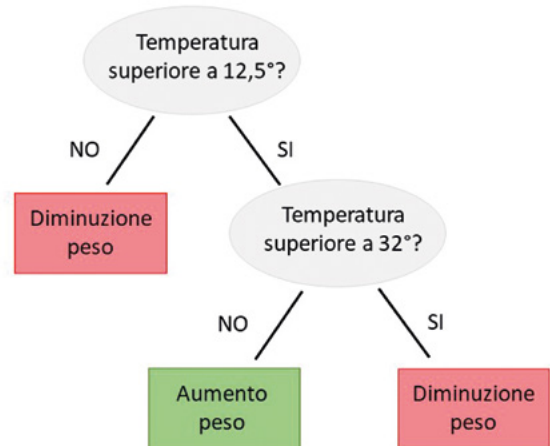 Temperatura
superiore a 12,5°?
NO
SI
Diminuzione
peso
Temperatura
superiore a 32°?
NO
SI
Aumento
peso
Diminuzione
peso